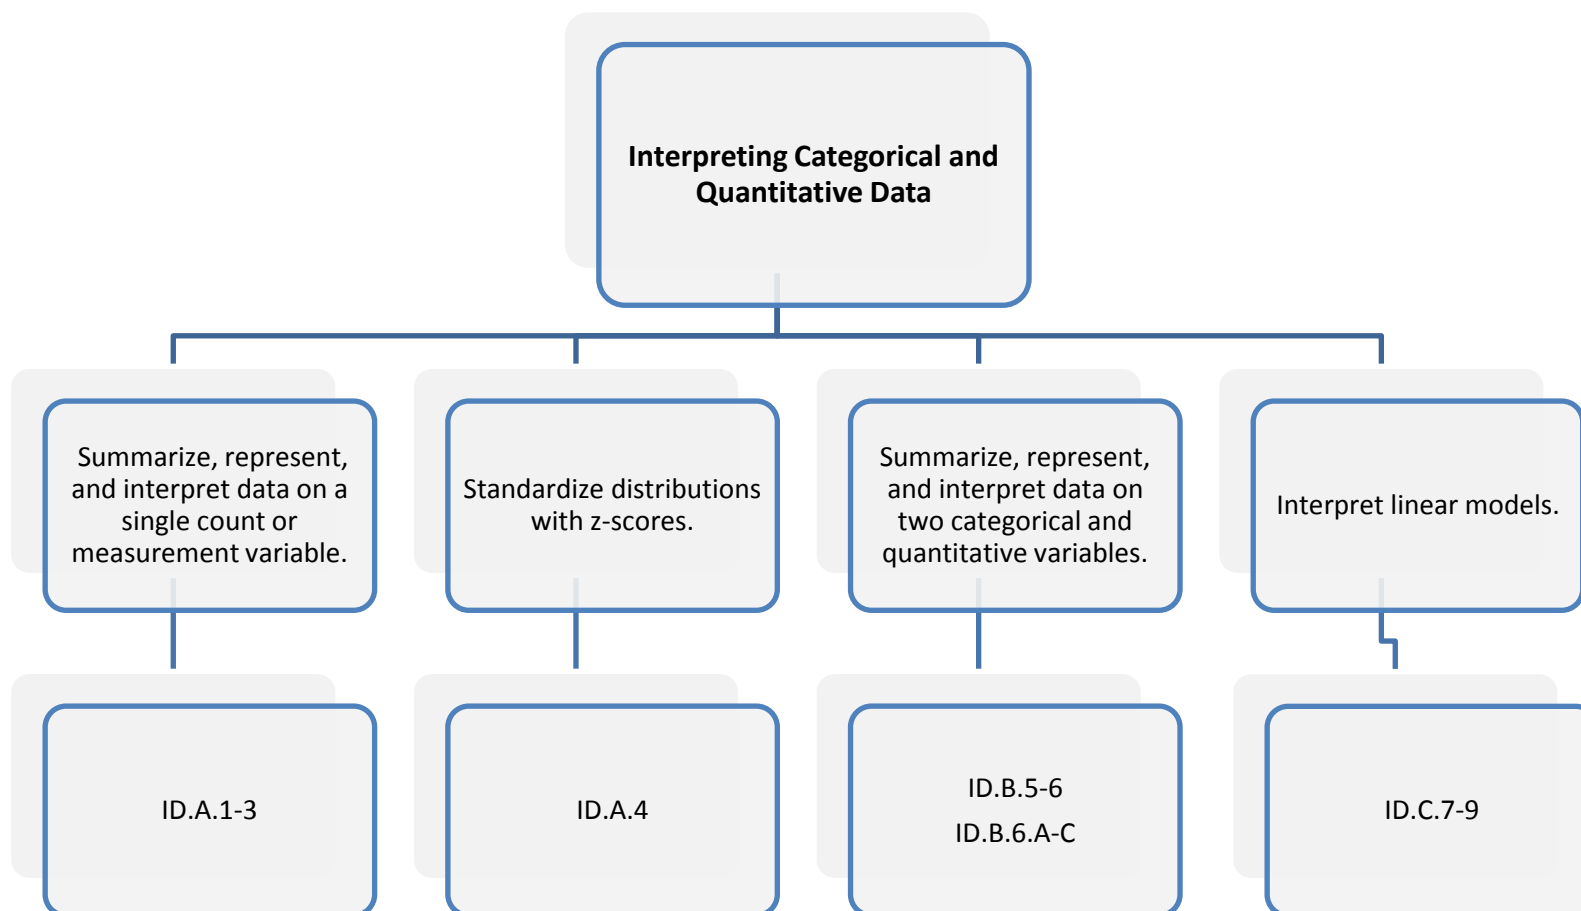 Interpreting Categorical and
Quantitative Data
Summarize, represent,
and interpret data on a
single count or
measurement variable.
Standardize distributions
with z-scores.
Summarize, represent,
and interpret data on
two categorical and
quantitative variables.
Interpret linear models.
ID.A.1-3
ID.A.4
ID.B.5-6
ID.B.6.A-C
ID.C.7-9